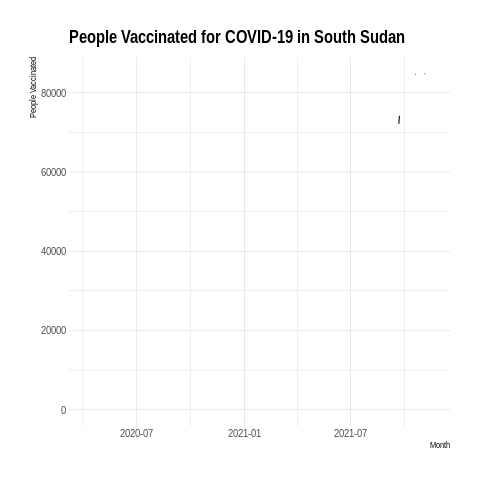 People Vaccinated for COVID-19 in South Sudan
People Vaccinated
80000
60000
40000
20000
0
2020-07
2021-01
2021-07
Month